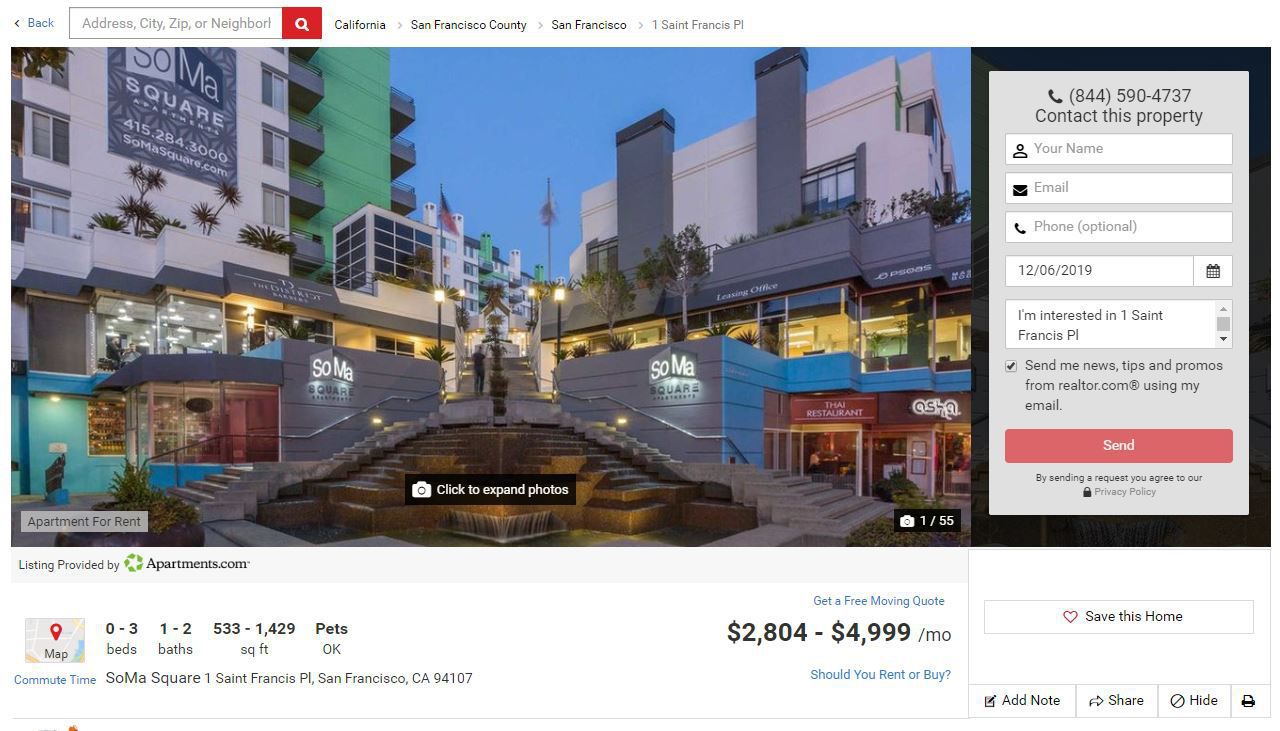 Back
Address, City, Zip, or Neighborh
California > San Francisco County > San Francisco > 1 Saint Francis Pl
SoMa
SQUARE
APARTMENTS
415.284.3000
SoMaSquare.com
THE DISTRICT
BARBERS
Leasing Office
PSOAS
SoMa
SQUARE
APARTMENTS
SoMa
SQUARE
APARTMENTS
THAI
RESTAURANT
asha
Click to expand photos
Apartment For Rent
1 / 55
(844) 590-4737
Contact this property
Your Name
Email
Phone (optional)
12/06/2019
I'm interested in 1 Saint
Francis Pl
Send me news, tips and promos
from realtor.com® using my
email.
Send
By sending a request you agree to our
Privacy Policy
Listing Provided by Apartments.com
Get a Free Moving Quote
Map
0 - 3
beds
1 - 2
baths
533 - 1,429
sq ft
Pets
OK
$2,804 - $4,999 /mo
Commute Time
SoMa Square 1 Saint Francis Pl, San Francisco, CA 94107
Should You Rent or Buy?
Save this Home
Add Note
Share
Hide